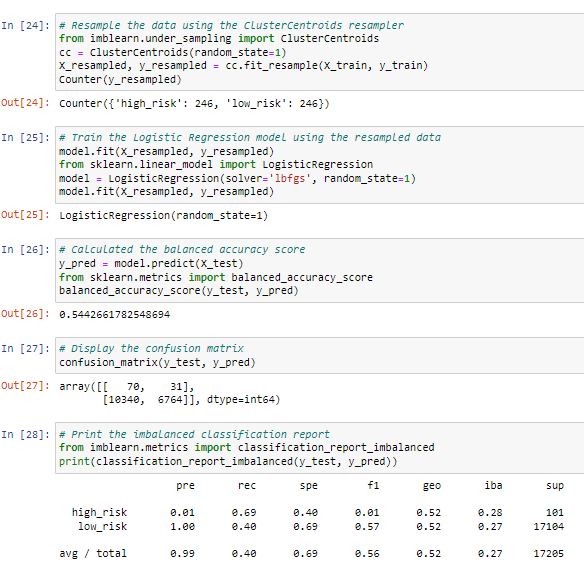 In [24]: # Resample the data using the ClusterCentroids resampler
from imblearn.under_sampling import ClusterCentroids
cc = ClusterCentroids(random_state=1)
X_resampled, y_resampled = cc.fit_resample(X_train, y_train)
Counter(y_resampled)
Out[24]: Counter({'high_risk': 246, 'low_risk': 246})
In [25]: # Train the Logistic Regression model using the resampled data
model.fit(X_resampled, y_resampled)
from sklearn.linear_model import LogisticRegression
model = LogisticRegression(solver='lbfgs', random_state=1)
model.fit(X_resampled, y_resampled)
Out[25]: LogisticRegression(random_state=1)
In [26]: # Calculated the balanced accuracy score
y_pred = model.predict(X_test)
from sklearn.metrics import balanced_accuracy_score
balanced_accuracy_score(y_test, y_pred)
Out[26]: 0.5442661782548694
In [27]: # Display the confusion matrix
confusion_matrix(y_test, y_pred)
Out[27]: array([[ 70, 31],
[10340, 6764]], dtype=int64)
In [28]: # Print the imbalanced classification report
from imblearn.metrics import classification_report_imbalanced
print(classification_report_imbalanced(y_test, y_pred))
pre rec spe f1 geo iba sup
high_risk 0.01 0.69 0.40 0.01 0.52 0.28 101
low_risk 1.00 0.40 0.69 0.57 0.52 0.27 17104
avg / total 0.99 0.40 0.69 0.56 0.52 0.27 17205